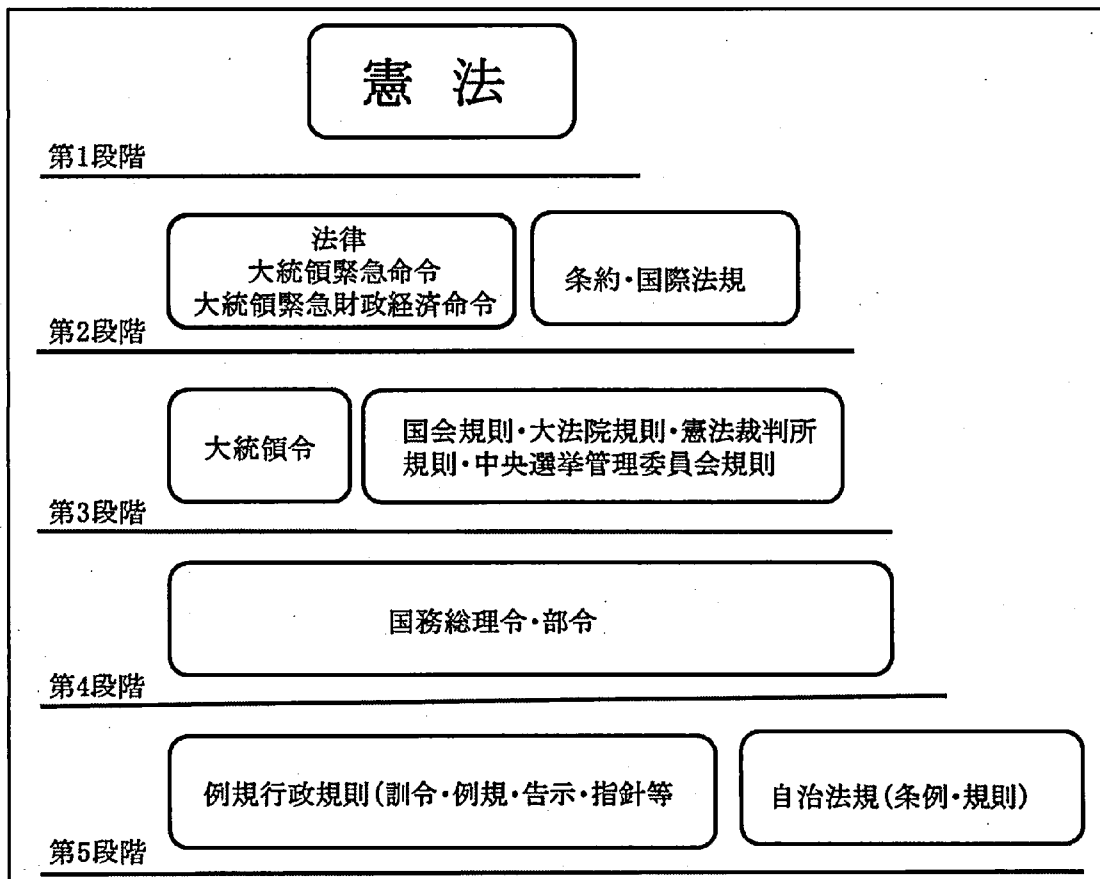 憲 法
第1段階
法律
大統領緊急命令
大統領緊急財政経済命令
条約・国際法規
第2段階
大統領令
国会規則・大法院規則・憲法裁判所
規則・中央選挙管理委員会規則
第3段階
国務総理令・部令
第4段階
例規行政規則(訓令・例規・告示・指針等
自治法規(条例・規則)
第5段階